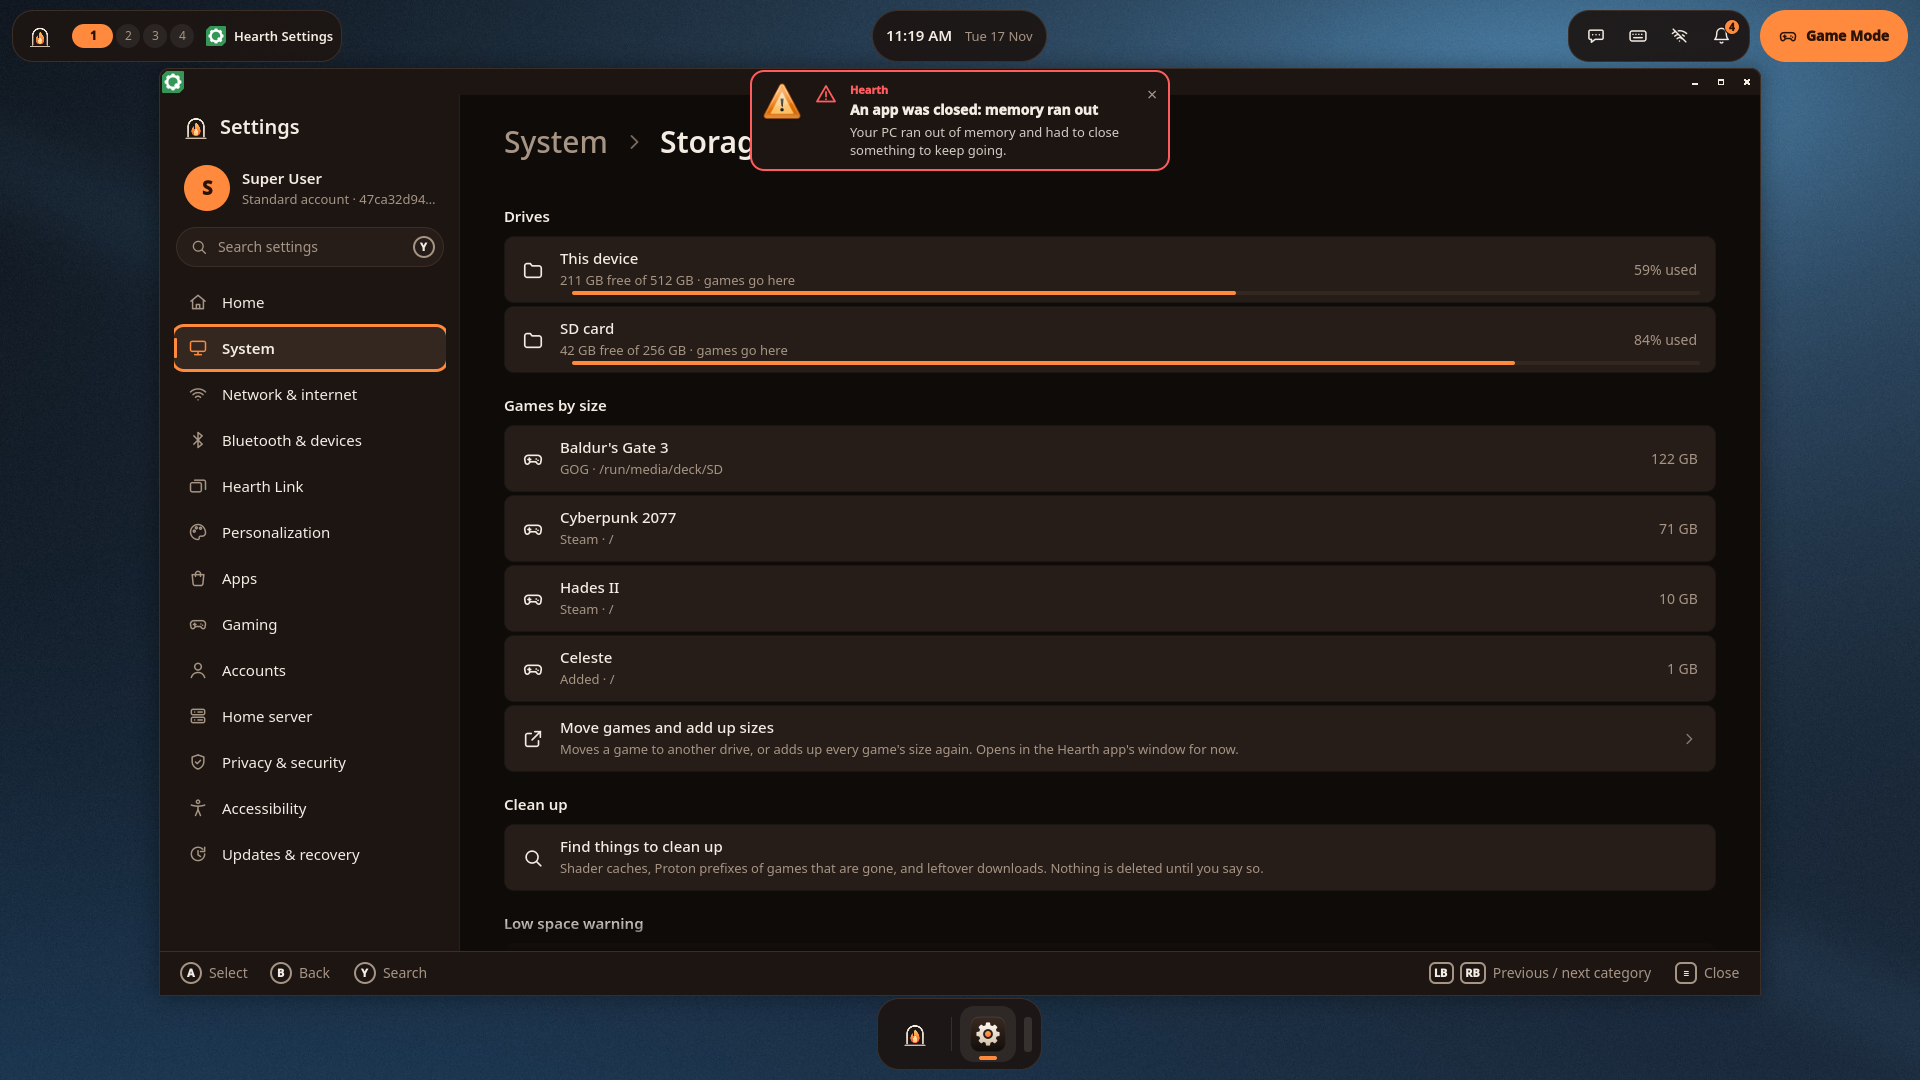 1 2 3 4 Hearth Settings
11:19 AM Tue 17 Nov
4
Game Mode
Hearth
An app was closed: memory ran out
Your PC ran out of memory and had to close
something to keep going.
Settings
S
Super User
Standard account · 47ca32d94...
Search settings Y
Home
System
Network & internet
Bluetooth & devices
Hearth Link
Personalization
Apps
Gaming
Accounts
Home server
Privacy & security
Accessibility
Updates & recovery
System > Storag
Drives
This device
211 GB free of 512 GB · games go here
59% used
SD card
42 GB free of 256 GB · games go here
84% used
Games by size
Baldur's Gate 3
GOG · /run/media/deck/SD
122 GB
Cyberpunk 2077
Steam · /
71 GB
Hades II
Steam · /
10 GB
Celeste
Added · /
1 GB
Move games and add up sizes
Moves a game to another drive, or adds up every game's size again. Opens in the Hearth app's window for now.
Clean up
Find things to clean up
Shader caches, Proton prefixes of games that are gone, and leftover downloads. Nothing is deleted until you say so.
Low space warning
A Select B Back Y Search
LB RB Previous / next category Close